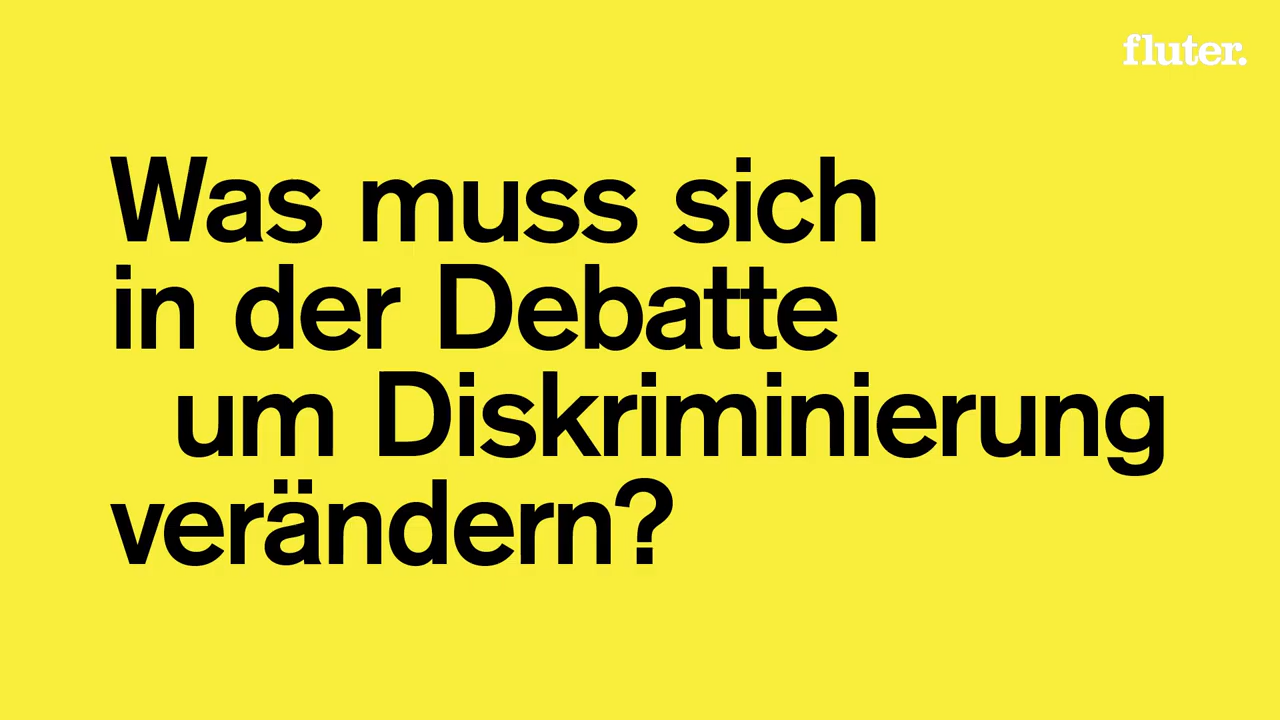 fluter.
Was muss sich
in der Debatte
um Diskriminierung
verändern?